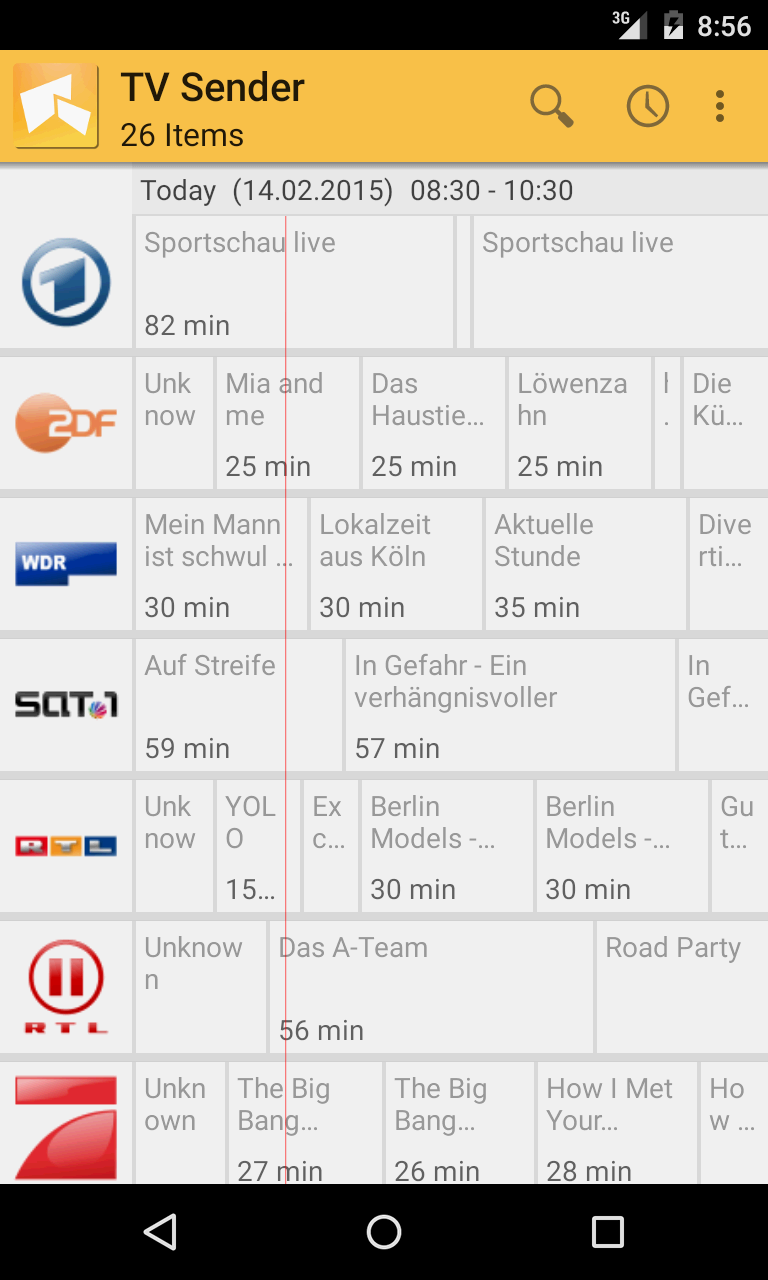 3G 8:56
TV Sender
26 Items
Today (14.02.2015) 08:30 - 10:30
1
Sportschau live
82 min
Sportschau live
ZDF
Unk
now
Mia and
me
25 min
Das
Haustie…
25 min
Löwenza
hn
25 min
Die
Kü…
WDR
Mein Mann
ist schwul …
30 min
Lokalzeit
aus Köln
30 min
Aktuelle
Stunde
35 min
Dive
rti…
SAT.1
Auf Streife
59 min
In Gefahr - Ein
verhängnisvoller
57 min
In
Gef…
RTL
Unk
now
YOL
O
15…
Ex
c…
Berlin
Models -…
30 min
Berlin
Models -…
30 min
Gu
t…
II
RTL
Unknow
n
Das A-Team
56 min
Road Party
7
Unkn
own
The Big
Bang…
27 min
The Big
Bang…
26 min
How I Met
Your…
28 min
Ho
w …